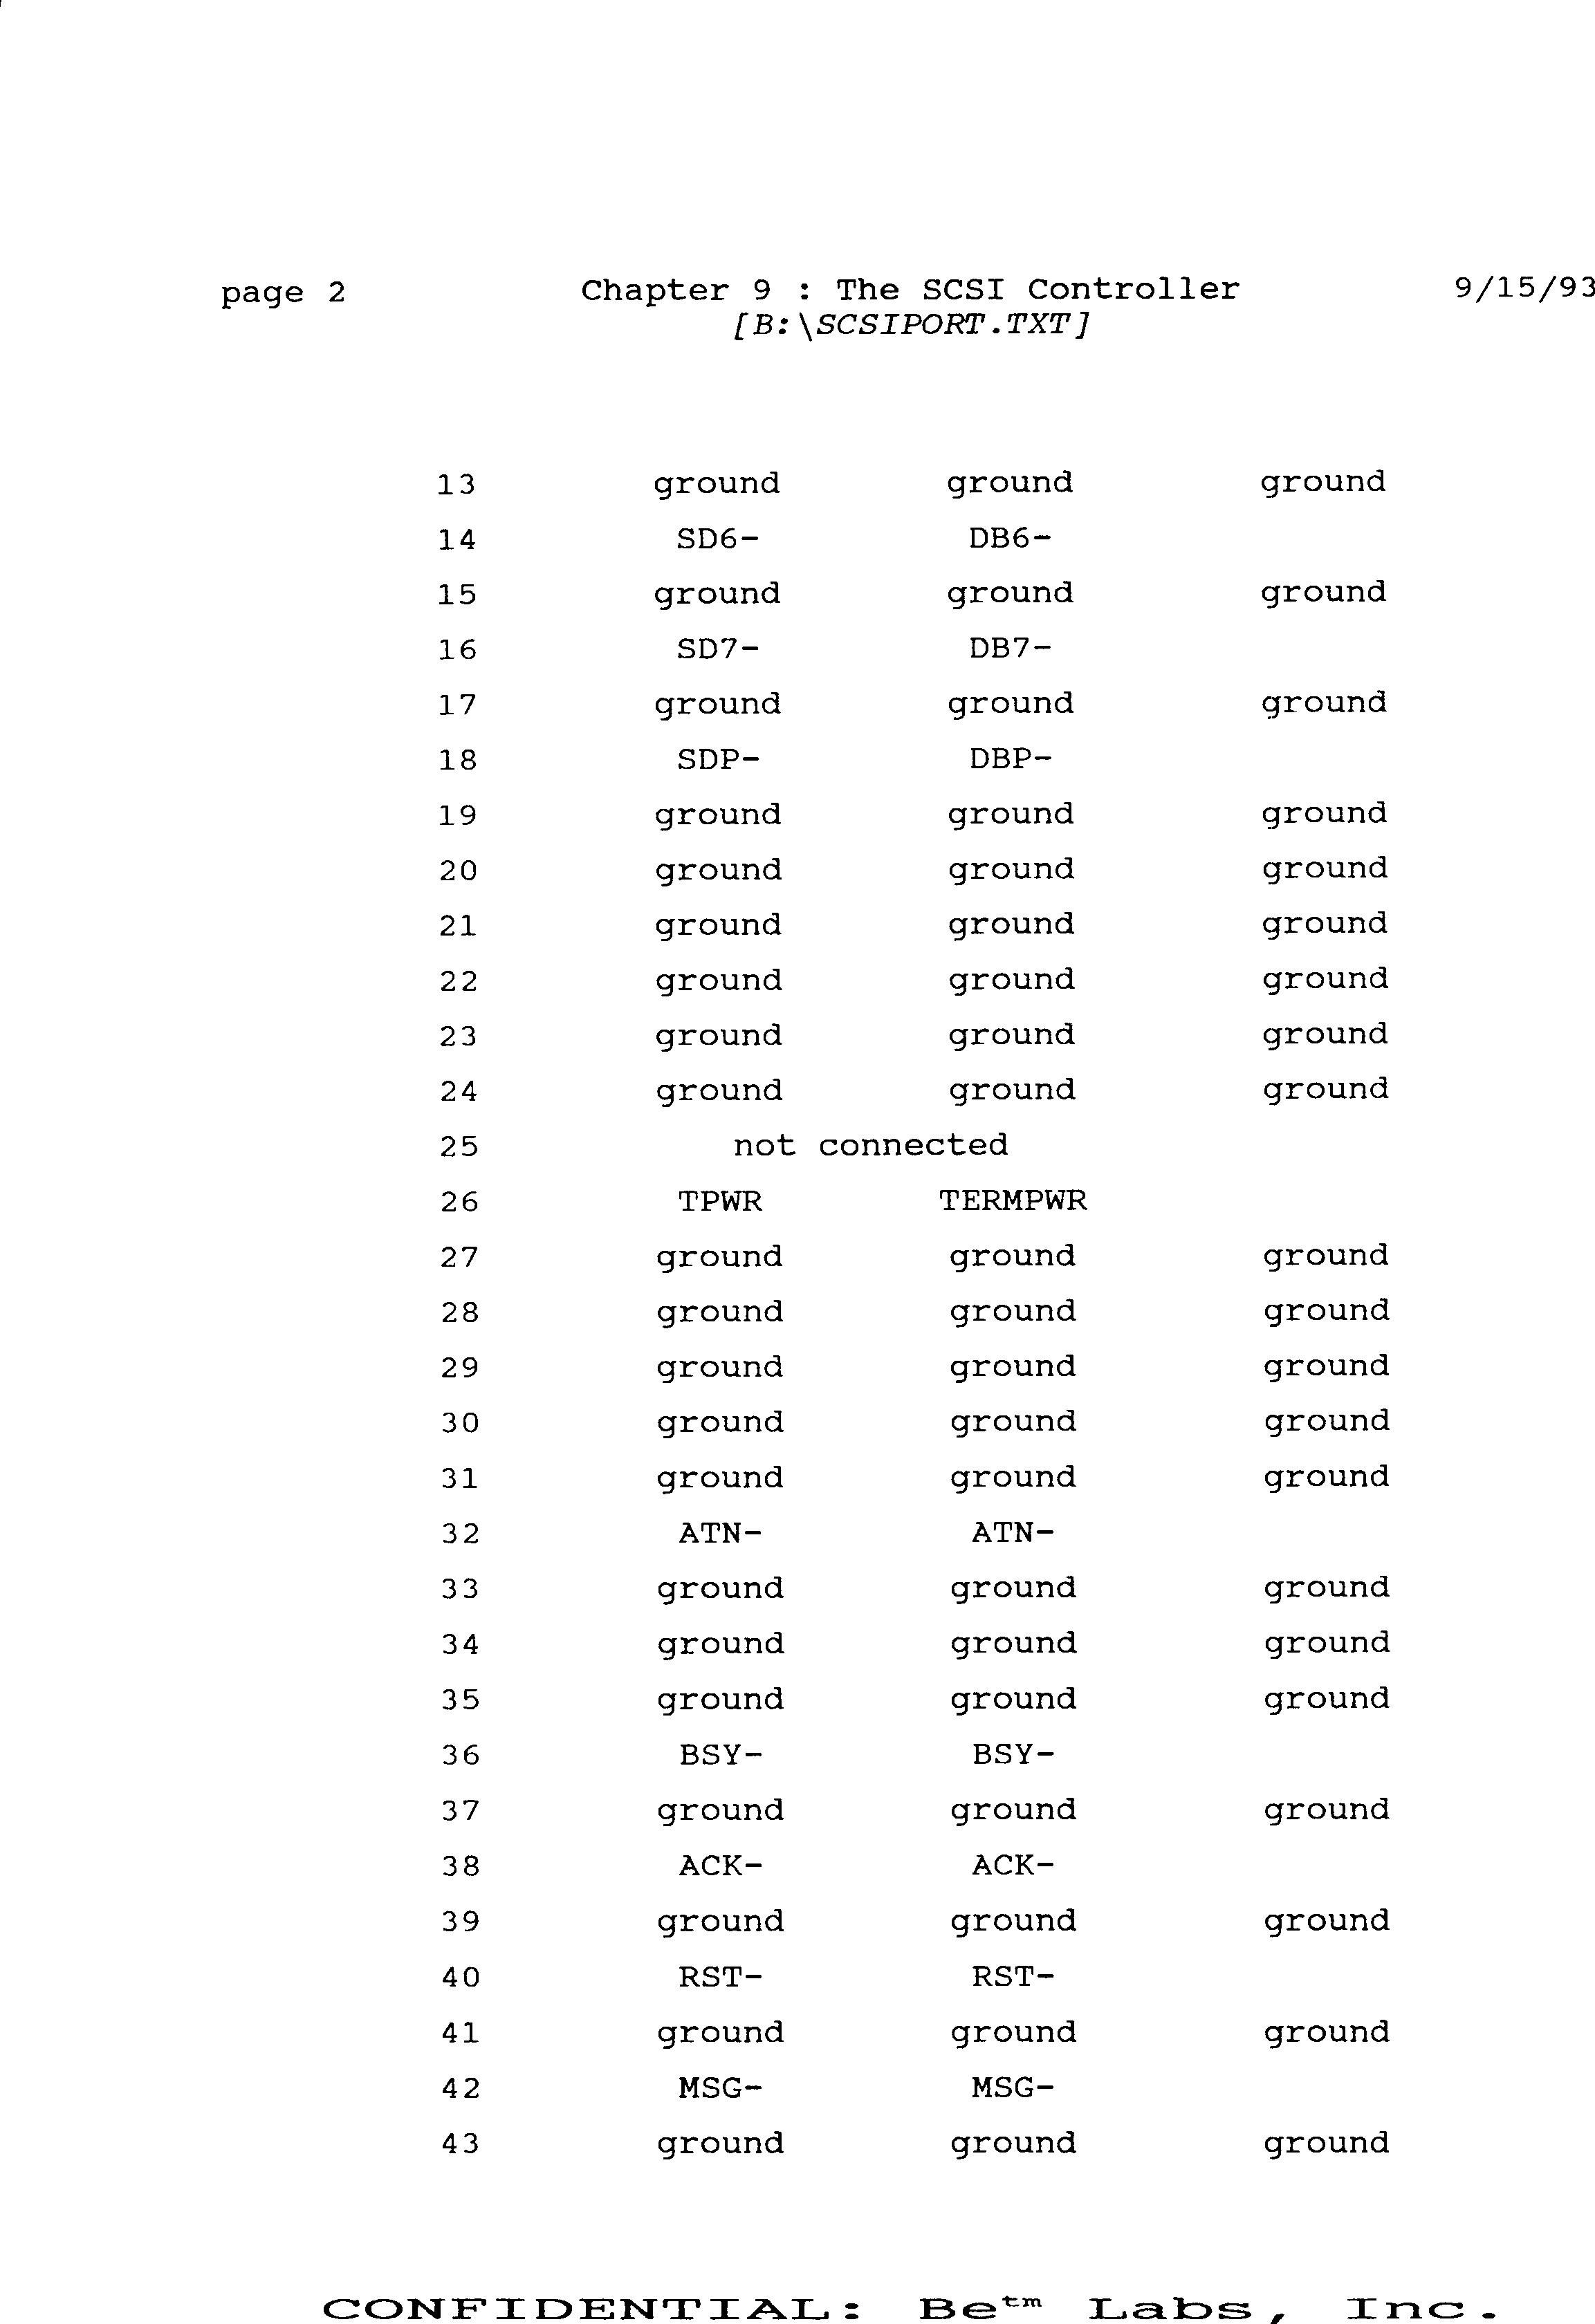 page 2 Chapter 9 : The SCSI Controller 9/15/93
[B:\SCSIPORT.TXT]
13 ground ground ground
14 SD6- DB6-
15 ground ground ground
16 SD7- DB7-
17 ground ground ground
18 SDP- DBP-
19 ground ground ground
20 ground ground ground
21 ground ground ground
22 ground ground ground
23 ground ground ground
24 ground ground ground
25 not connected
26 TPWR TERMPWR
27 ground ground ground
28 ground ground ground
29 ground ground ground
30 ground ground ground
31 ground ground ground
32 ATN- ATN-
33 ground ground ground
34 ground ground ground
35 ground ground ground
36 BSY- BSY-
37 ground ground ground
38 ACK- ACK-
39 ground ground ground
40 RST- RST-
41 ground ground ground
42 MSG- MSG-
43 ground ground ground
CONFIDENTIAL: Be™ Labs, Inc.